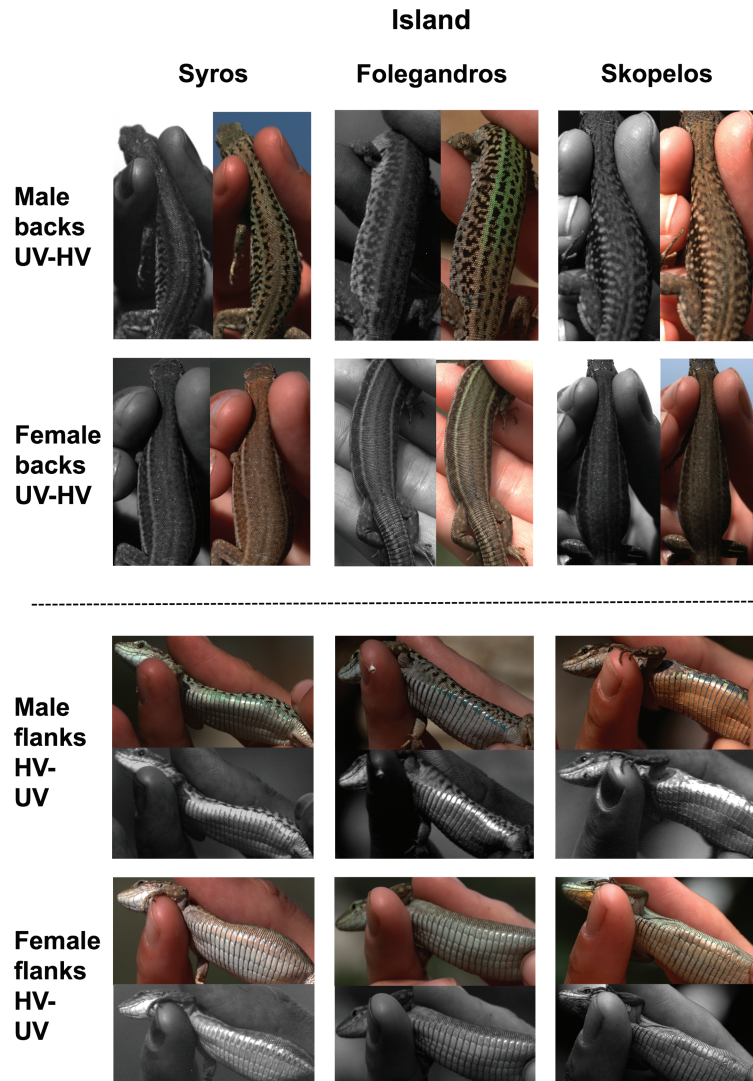 Island
Syros Folegandros Skopelos
Male
backs
UV-HV
Female
backs
UV-HV
Male
flanks
HV-
UV
Female
flanks
HV-
UV